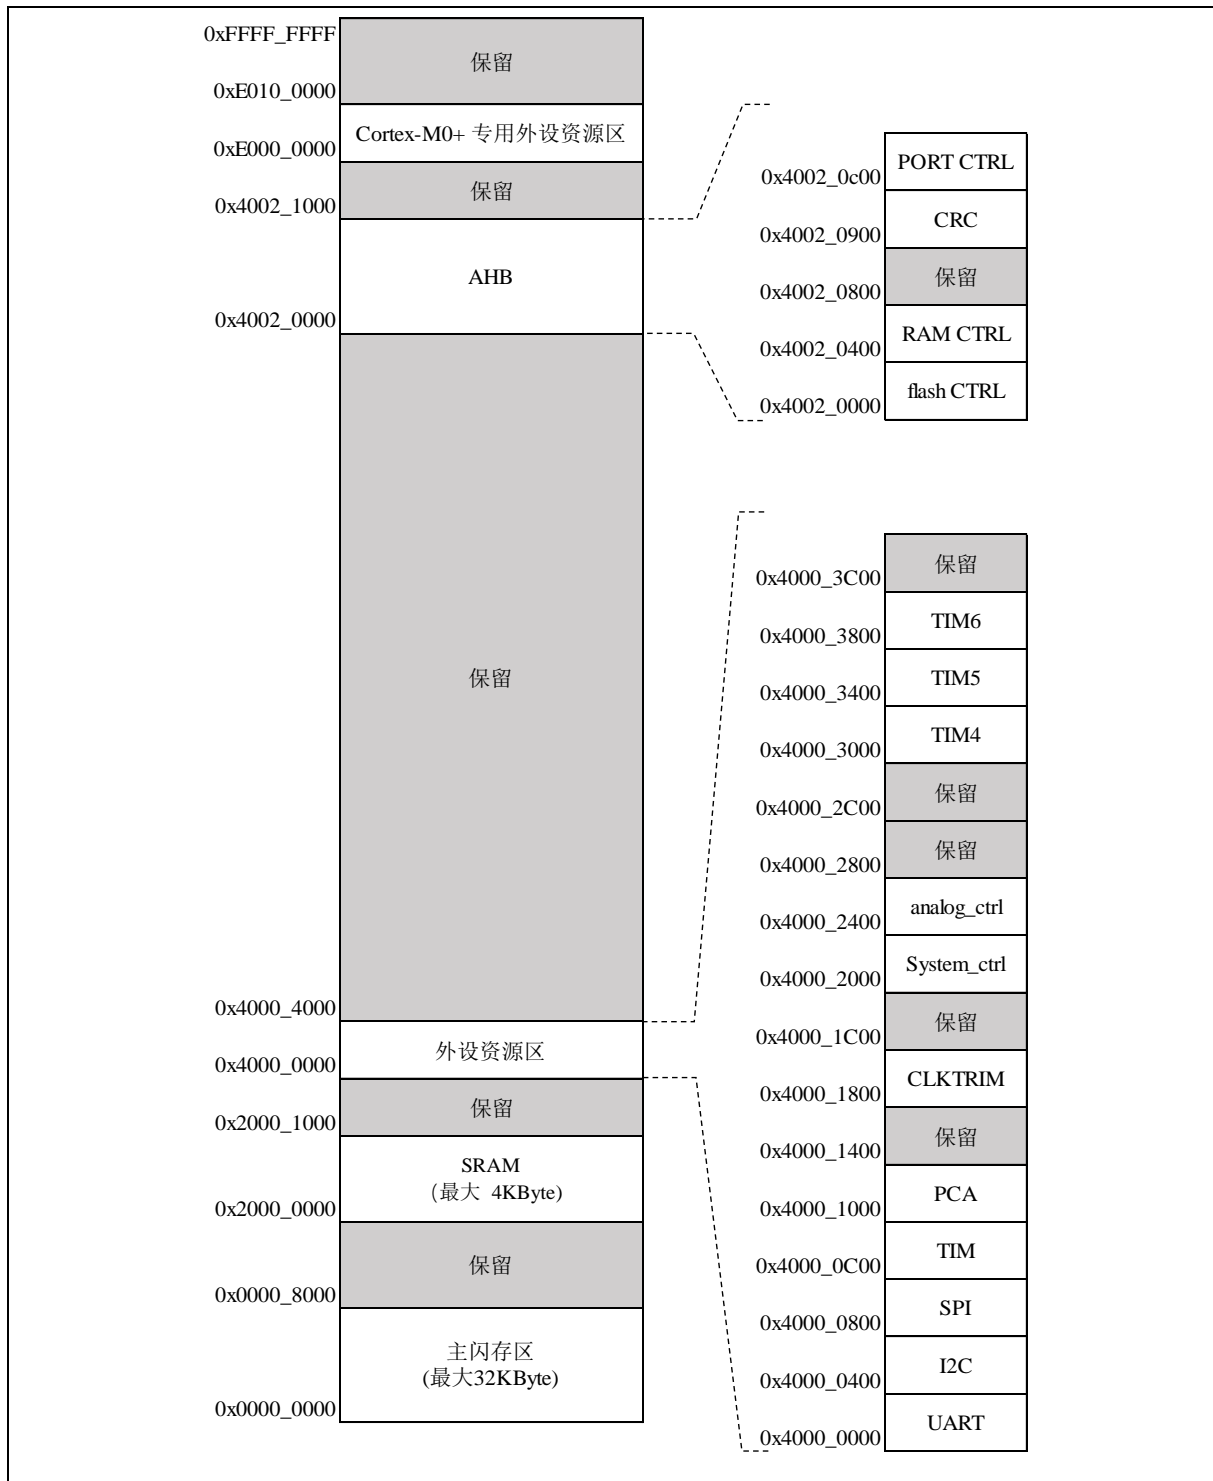 0xFFFF_FFFF
保留
0xE010_0000
Cortex-M0+ 专用外设资源区
0xE000_0000
保留
0x4002_1000
AHB
0x4002_0000
保留
0x4000_4000
外设资源区
0x4000_0000
保留
0x2000_1000
SRAM
(最大 4KByte)
0x2000_0000
保留
0x0000_8000
主闪存区
(最大32KByte)
0x0000_0000
PORT CTRL
0x4002_0c00
CRC
0x4002_0900
保留
0x4002_0800
RAM CTRL
0x4002_0400
flash CTRL
0x4002_0000
保留
0x4000_3C00
TIM6
0x4000_3800
TIM5
0x4000_3400
TIM4
0x4000_3000
保留
0x4000_2C00
保留
0x4000_2800
analog_ctrl
0x4000_2400
System_ctrl
0x4000_2000
保留
0x4000_1C00
CLKTRIM
0x4000_1800
保留
0x4000_1400
PCA
0x4000_1000
TIM
0x4000_0C00
SPI
0x4000_0800
I2C
0x4000_0400
UART
0x4000_0000